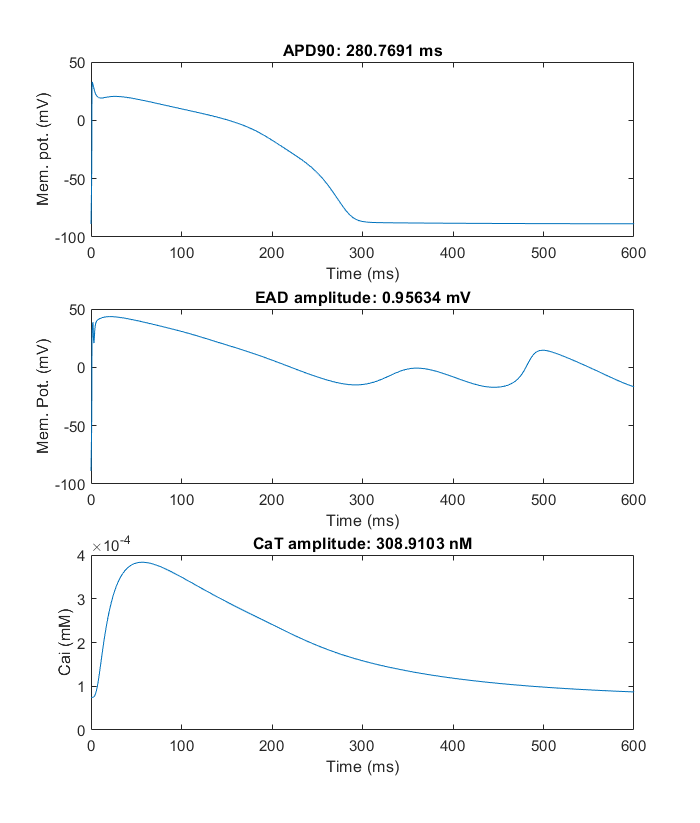 APD90: 280.7691 ms
50
0
-50
-100
Mem. pot. (mV)
0 100 200 300 400 500 600
Time (ms)
EAD amplitude: 0.95634 mV
50
0
-50
-100
Mem. Pot. (mV)
0 100 200 300 400 500 600
Time (ms)
×10-4
CaT amplitude: 308.9103 nM
4
3
2
1
0
Cai (mM)
0 100 200 300 400 500 600
Time (ms)